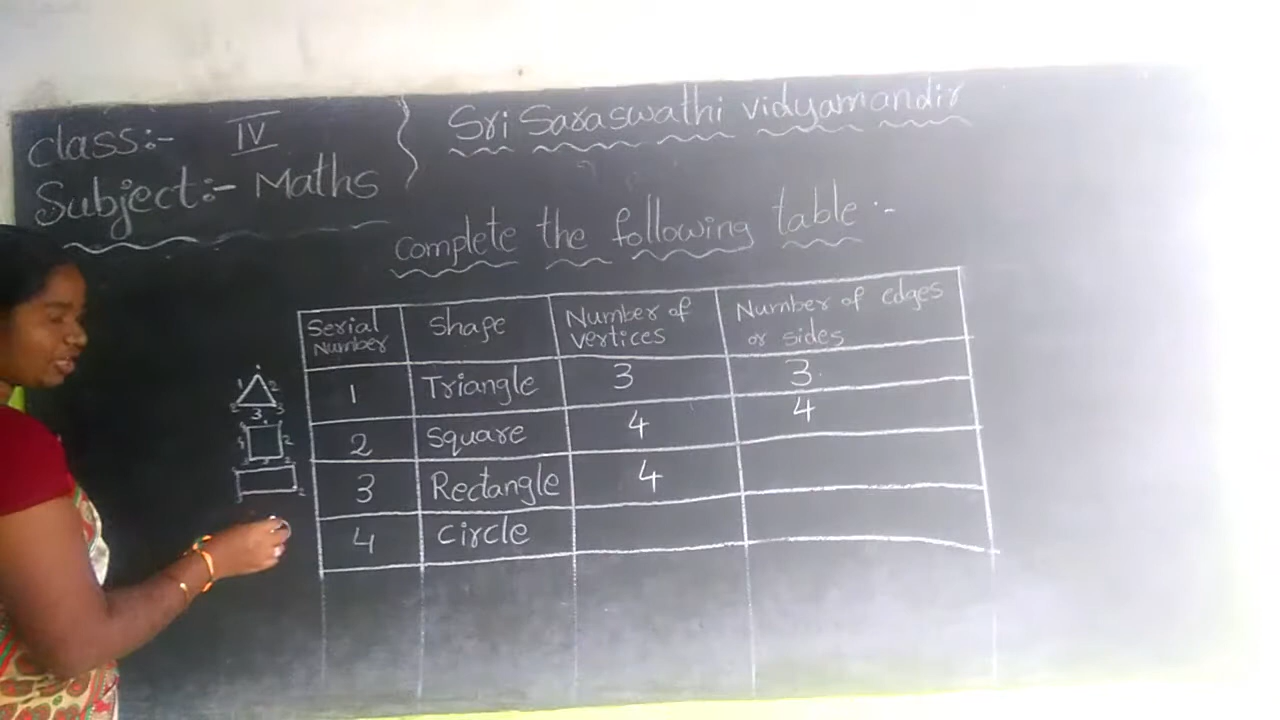 Class:- IV
Sri Saraswathi vidyamandir
Subject:- Maths
complete the following table :-
Serial Number
Shape
Number of vertices
Number of edges or sides
1 Triangle 3 3
2 Square 4 4
3 Rectangle 4
4 Circle